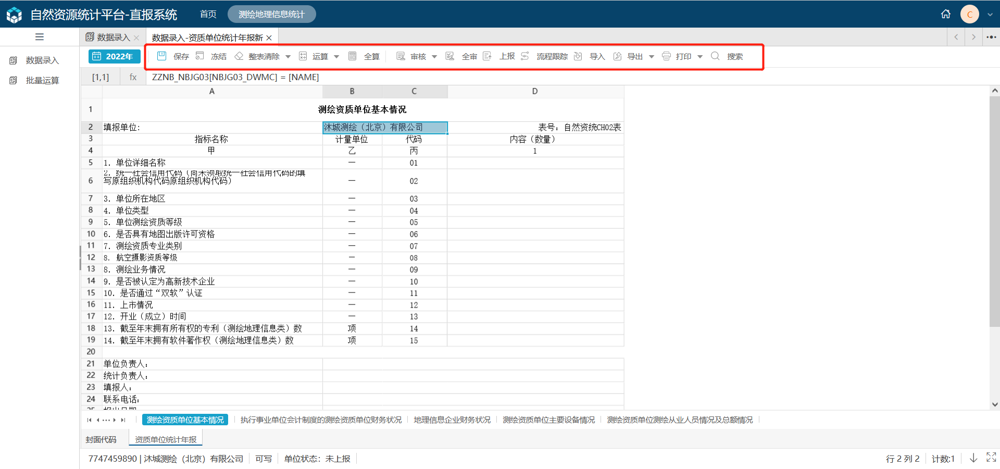 自然资源统计平台-直报系统 首页 测绘地理信息统计 C
数据录入 数据录入-资质单位统计年报新
数据录入
批量运算
2022年 保存 冻结 整表清除 运算 全算 审核 全审 上报 流程跟踪 导入 导出 打印 搜索
[1,1] fx ZZNB_NBJG03[NBJG03_DWMC] = [NAME]
A B C D
1 测绘资质单位基本情况
2 填报单位: 沐城测绘（北京）有限公司 表号: 自然资统CH02表
3 指标名称 计量单位 代码 内容（数量）
4 甲 乙 丙 1
5 1. 单位详细名称 — 01
6 2. 统一社会信用代码（尚未领取统一社会信用代码的填
写原组织机构代码原组织机构代码） — 02
7 3. 单位所在地区 — 03
8 4. 单位类型 — 04
9 5. 单位测绘资质等级 — 05
10 6. 是否具有地图出版许可资格 — 06
11 7. 测绘资质专业类别 — 07
12 8. 航空摄影资质等级 — 08
13 8. 测绘业务情况 — 09
14 9. 是否被认定为高新技术企业 — 10
15 10. 是否通过“双软”认证 — 11
16 11. 上市情况 — 12
17 12. 开业（成立）时间 — 13
18 13. 截至年末拥有所有权的专利（测绘地理信息类）数 项 14
19 14. 截至年末拥有软件著作权（测绘地理信息类）数 项 15
20
21 单位负责人:
22 统计负责人:
23 填报人:
24 联系电话:
测绘资质单位基本情况 执行事业单位会计制度的测绘资质单位财务状况 地理信息企业财务状况 测绘资质单位主要设备情况 测绘资质单位测绘从业人员情况及总额情况
封面代码 资质单位统计年报
7747459890 | 沐城测绘（北京）有限公司 可写 单位状态：未上报 行 2 列 2 计数:1